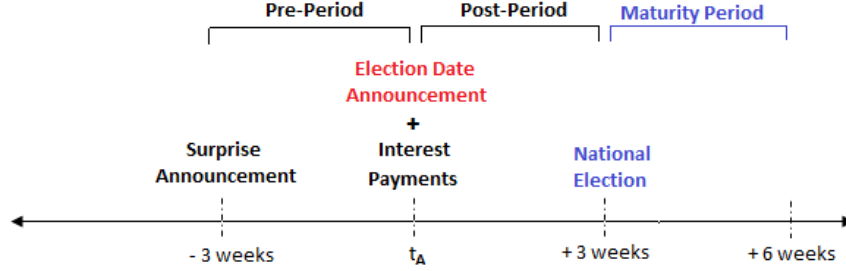 Pre-Period
Post-Period
Maturity Period
Election Date
Announcement
+
Surprise
Announcement
Interest
Payments
National
Election
- 3 weeks
tA
+ 3 weeks
+ 6 weeks